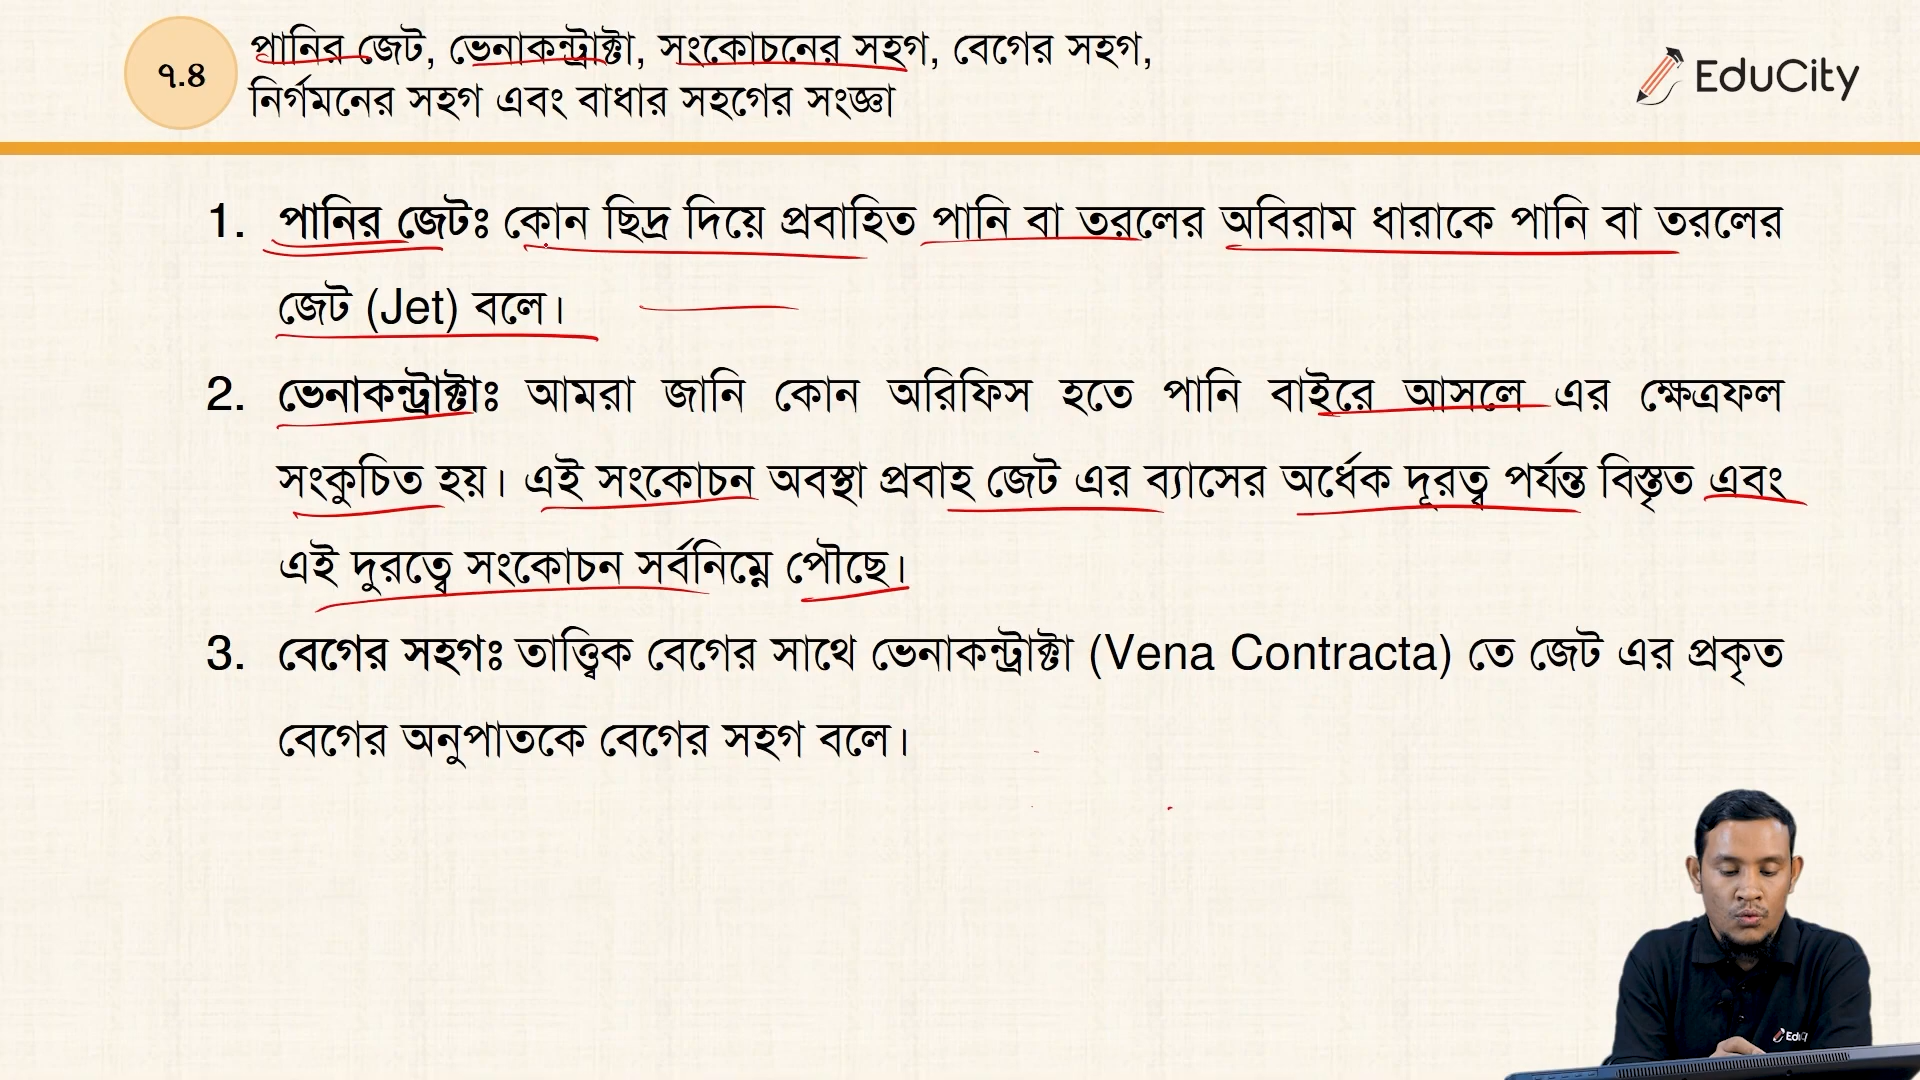 ৭.৪
পানির জেট, ভেনাকন্ট্রাক্টা, সংকোচনের সহগ, বেগের সহগ,
নির্গমনের সহগ এবং বাধার সহগের সংজ্ঞা
EduCity
1. পানির জেটঃ কোন ছিদ্র দিয়ে প্রবাহিত পানি বা তরলের অবিরাম ধারাকে পানি বা তরলের
জেট (Jet) বলে।
2. ভেনাকন্ট্রাক্টাঃ আমরা জানি কোন অরিফিস হতে পানি বাইরে আসলে এর ক্ষেত্রফল
সংকুচিত হয়। এই সংকোচন অবস্থা প্রবাহ জেট এর ব্যাসের অর্ধেক দূরত্ব পর্যন্ত বিস্তৃত এবং
এই দুরত্বে সংকোচন সর্বনিম্নে পৌছে।
3. বেগের সহগঃ তাত্ত্বিক বেগের সাথে ভেনাকন্ট্রাক্টা (Vena Contracta) তে জেট এর প্রকৃত
বেগের অনুপাতকে বেগের সহগ বলে।